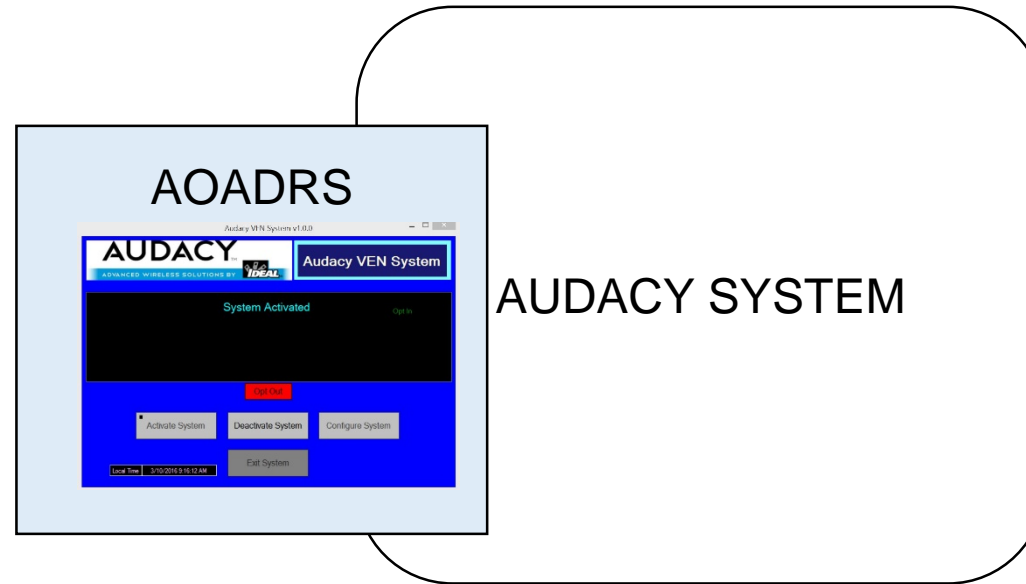 AOADRS
Audacy VEN System v1.0.0
AUDACY™
ADVANCED WIRELESS SOLUTIONS BY IDEAL
Audacy VEN System
System Activated
Opt In
Opt Out
Activate System
Deactivate System
Configure System
Exit System
Local Time
3/10/2016 9:16:12 AM
AUDACY SYSTEM